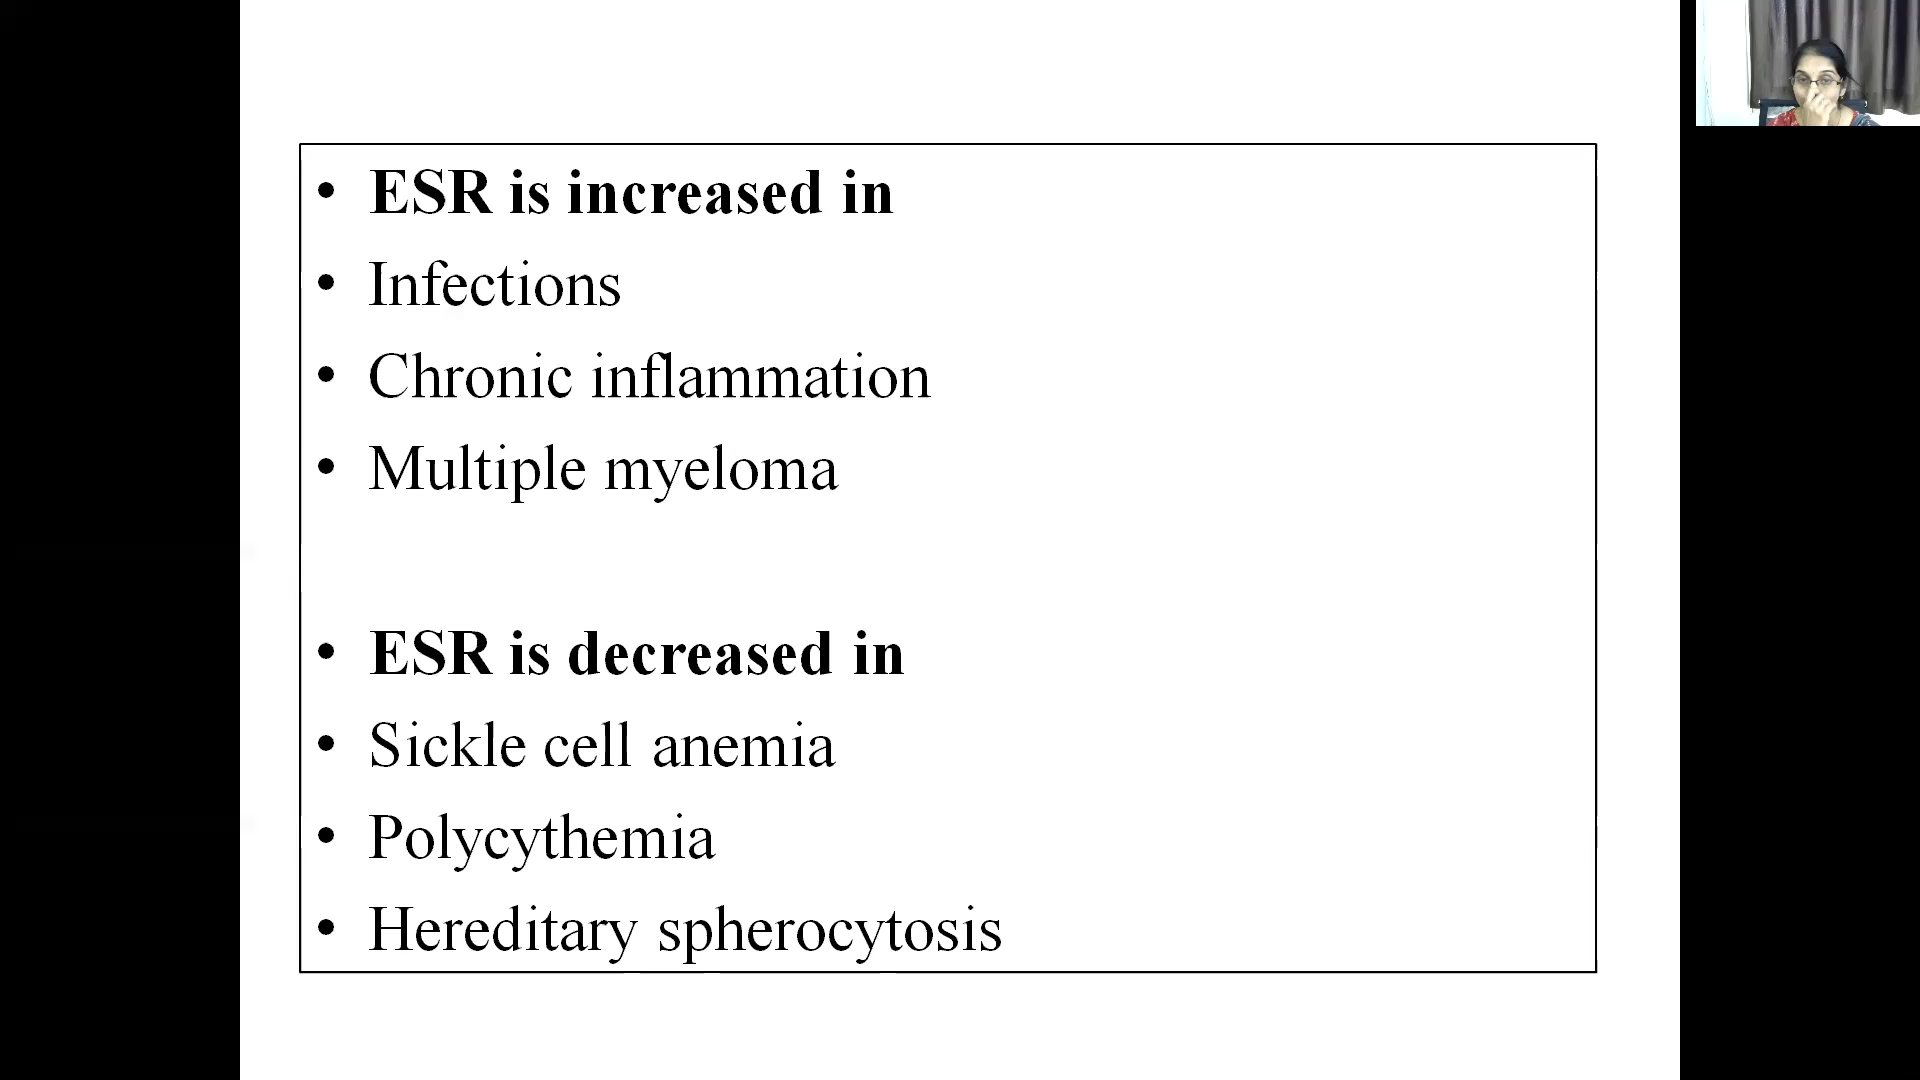 • ESR is increased in
• Infections
• Chronic inflammation
• Multiple myeloma
• ESR is decreased in
• Sickle cell anemia
• Polycythemia
• Hereditary spherocytosis